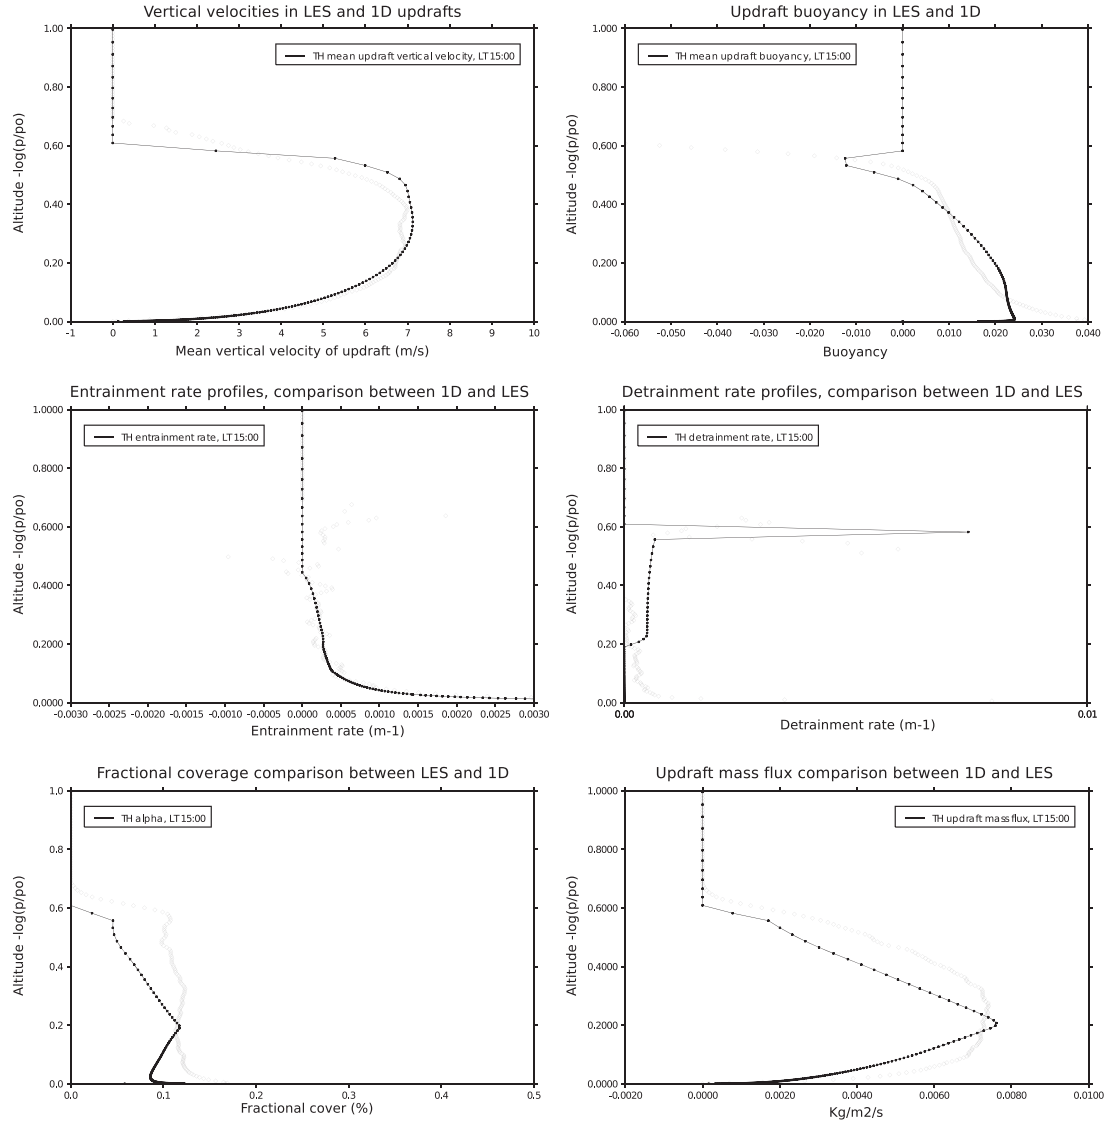 Vertical velocities in LES and 1D updrafts
1.00
0.80
0.60
0.40
0.20
0.00
Altitude -log(p/po)
TH mean updraft vertical velocity, LT 15:00
-1 0 1 2 3 4 5 6 7 8 9 10
Mean vertical velocity of updraft (m/s)
Updraft buoyancy in LES and 1D
1.00
0.800
0.60
0.400
0.200
0.000
Altitude -log(p/po)
TH mean updraft buoyancy, LT 15:00
-0.060 -0.050 -0.040 -0.030 -0.020 -0.010 0.000 0.010 0.020 0.030 0.040
Buoyancy
Entrainment rate profiles, comparison between 1D and LES
1.0000
0.8000
0.6000
0.4000
0.2000
0.0000
Altitude -log(p/po)
TH entrainment rate, LT 15:00
-0.0030 -0.0025 -0.0020 -0.0015 -0.0010 -0.0005 0.0000 0.0005 0.0010 0.0015 0.0020 0.0025 0.0030
Entrainment rate (m-1)
Detrainment rate profiles, comparison between 1D and LES
1.00
0.80
0.60
0.40
0.20
0.00
Altitude -log(p/po)
TH detrainment rate, LT 15:00
0.00 0.01
Detrainment rate (m-1)
Fractional coverage comparison between LES and 1D
1.0
0.8
0.6
0.4
0.2
0.0
Altitude -log(p/po)
TH alpha, LT 15:00
0.0 0.1 0.2 0.3 0.4 0.5
Fractional cover (%)
Updraft mass flux comparison between 1D and LES
1.0000
0.8000
0.6000
0.4000
0.2000
0.0000
Altitude -log(p/po)
TH updraft mass flux, LT 15:00
-0.0020 0.0000 0.0020 0.0040 0.0060 0.0080 0.0100
Kg/m2/s